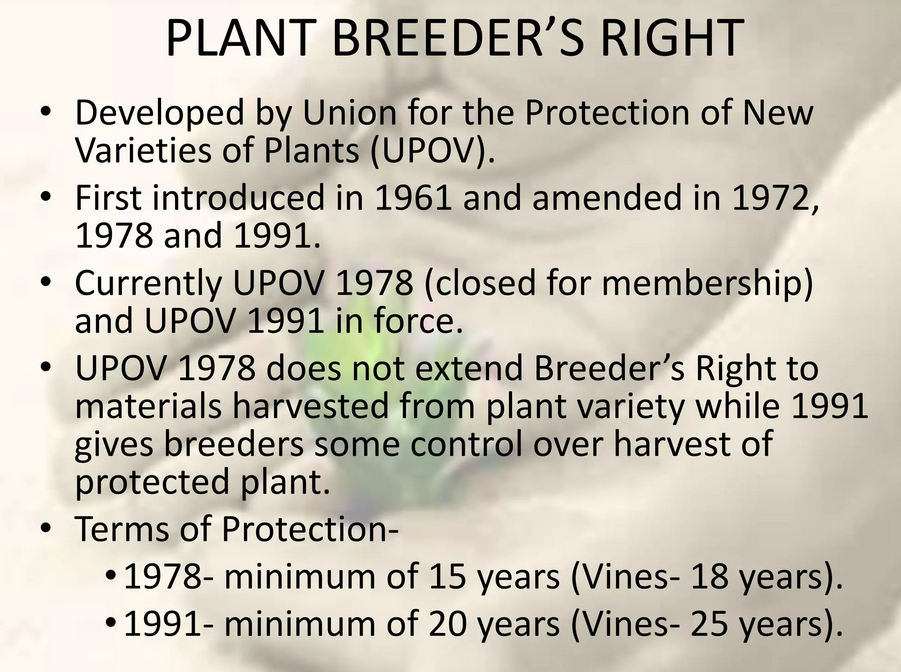 PLANT BREEDER’S RIGHT
• Developed by Union for the Protection of New
Varieties of Plants (UPOV).
• First introduced in 1961 and amended in 1972,
1978 and 1991.
• Currently UPOV 1978 (closed for membership)
and UPOV 1991 in force.
• UPOV 1978 does not extend Breeder’s Right to
materials harvested from plant variety while 1991
gives breeders some control over harvest of
protected plant.
• Terms of Protection-
• 1978- minimum of 15 years (Vines- 18 years).
• 1991- minimum of 20 years (Vines- 25 years).